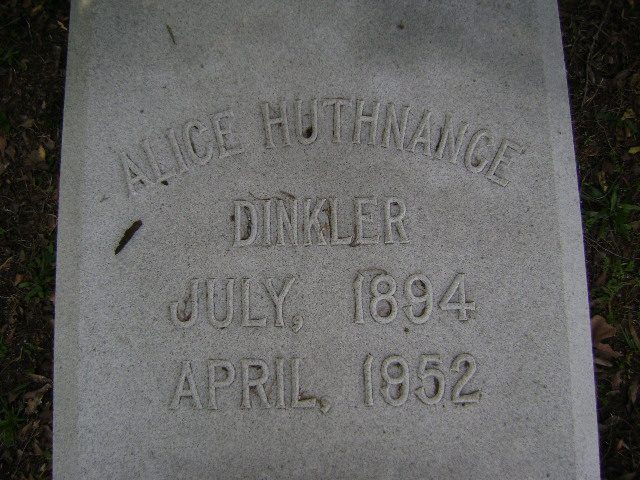 ALICE HUTHNANCE
DINKLER
JULY, 1894
APRIL, 1952